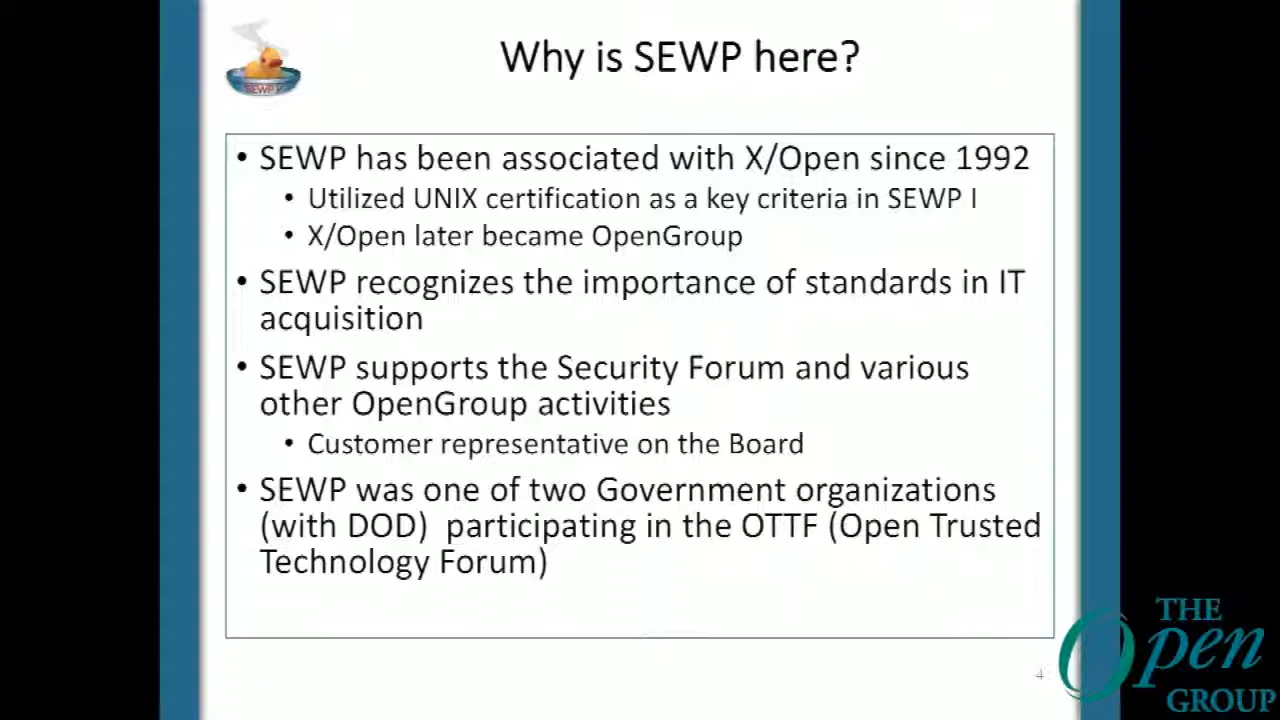 Why is SEWP here?
SEWP V
• SEWP has been associated with X/Open since 1992
• Utilized UNIX certification as a key criteria in SEWP I
• X/Open later became OpenGroup
• SEWP recognizes the importance of standards in IT
acquisition
• SEWP supports the Security Forum and various
other OpenGroup activities
• Customer representative on the Board
• SEWP was one of two Government organizations
(with DOD)  participating in the OTTF (Open Trusted
Technology Forum)
4
THE
Open
GROUP